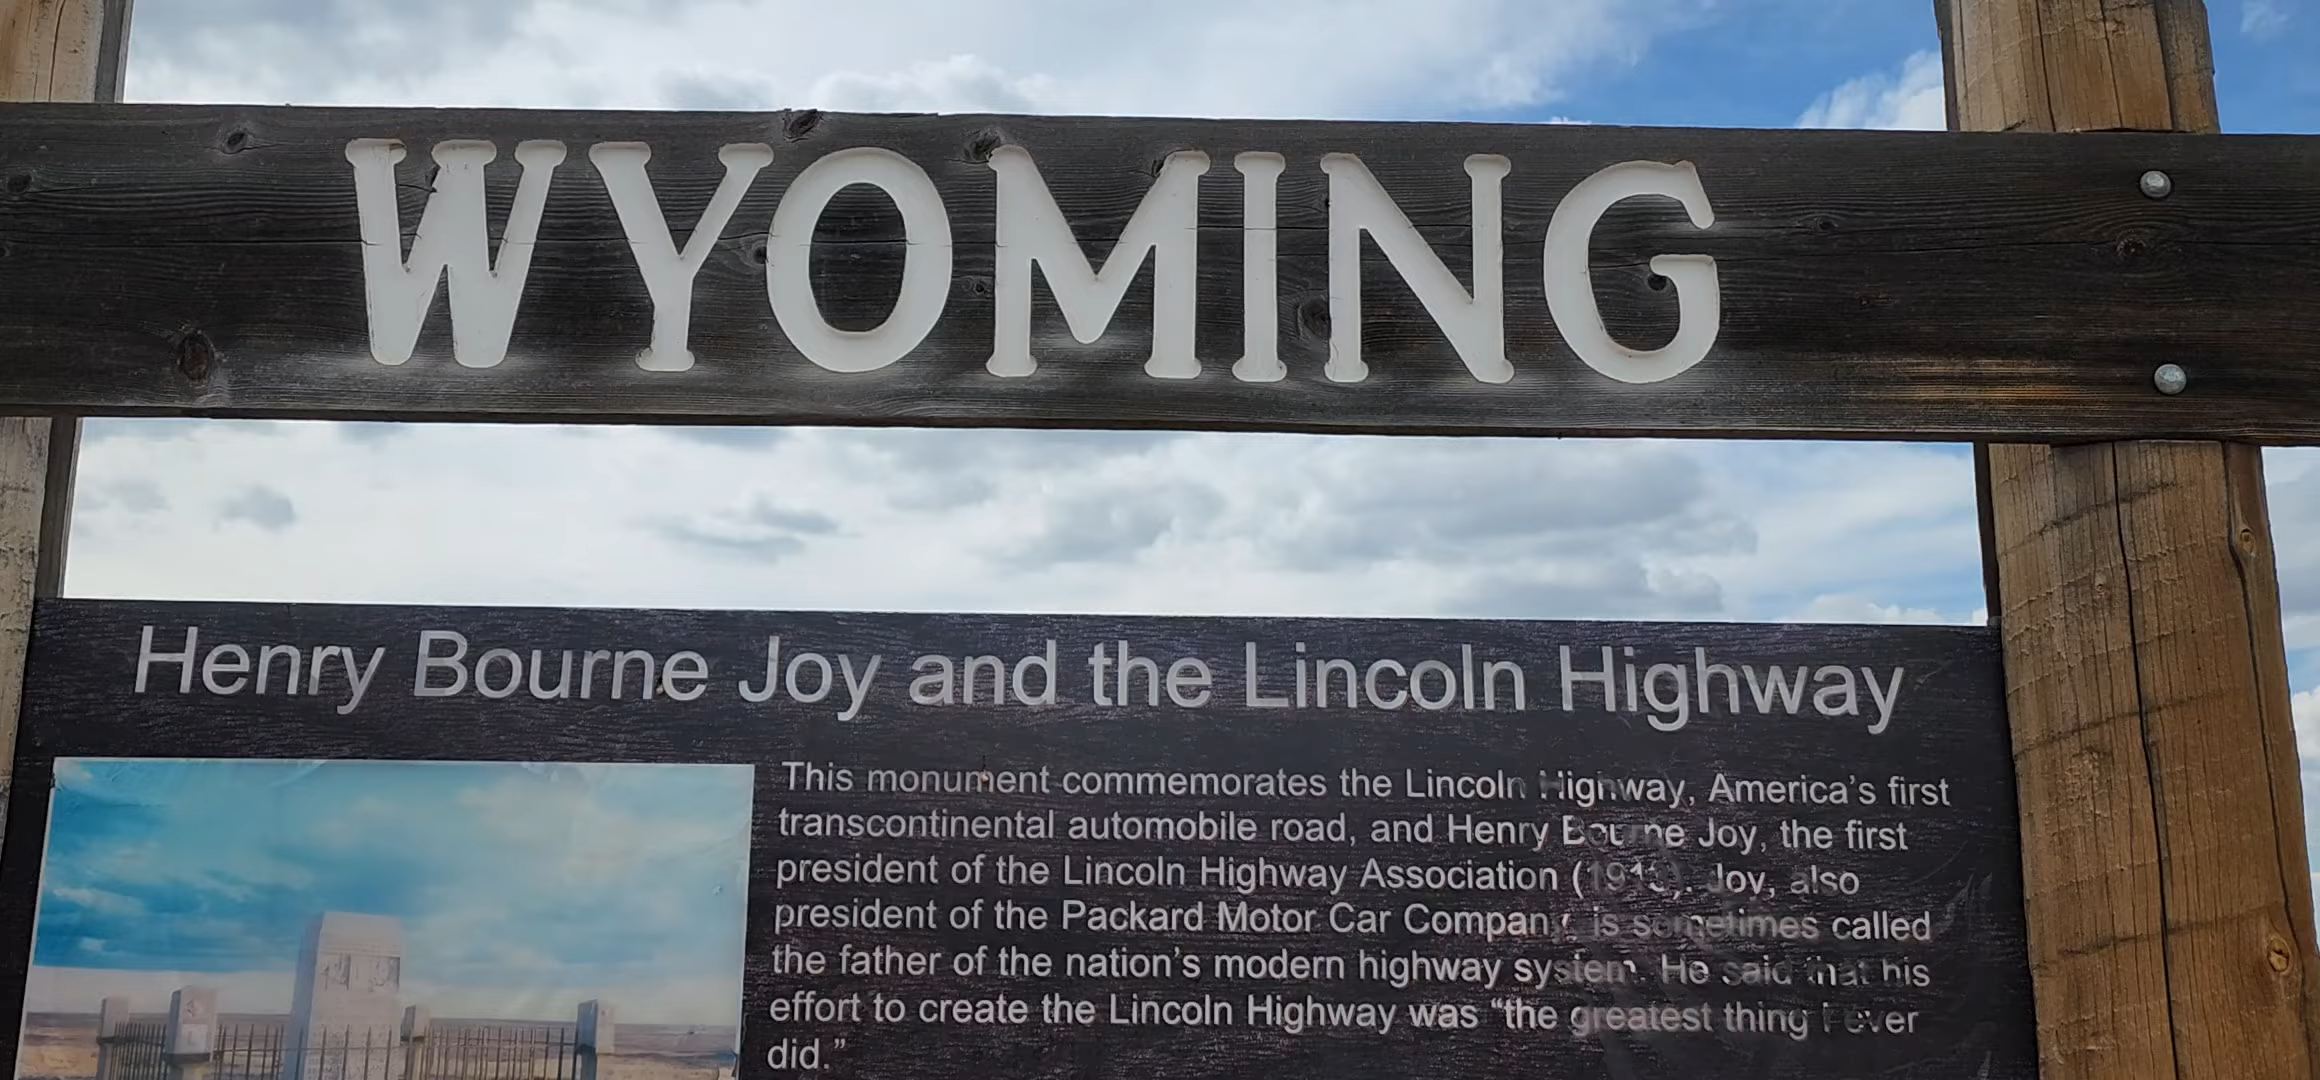 WYOMING
Henry Bourne Joy and the Lincoln Highway
This monument commemorates the Lincoln Highway, America's first
transcontinental automobile road, and Henry Bourne Joy, the first
president of the Lincoln Highway Association (1913). Joy, also
president of the Packard Motor Car Company, is sometimes called
the father of the nation's modern highway system. He said that his
effort to create the Lincoln Highway was “the greatest thing I ever
did.”